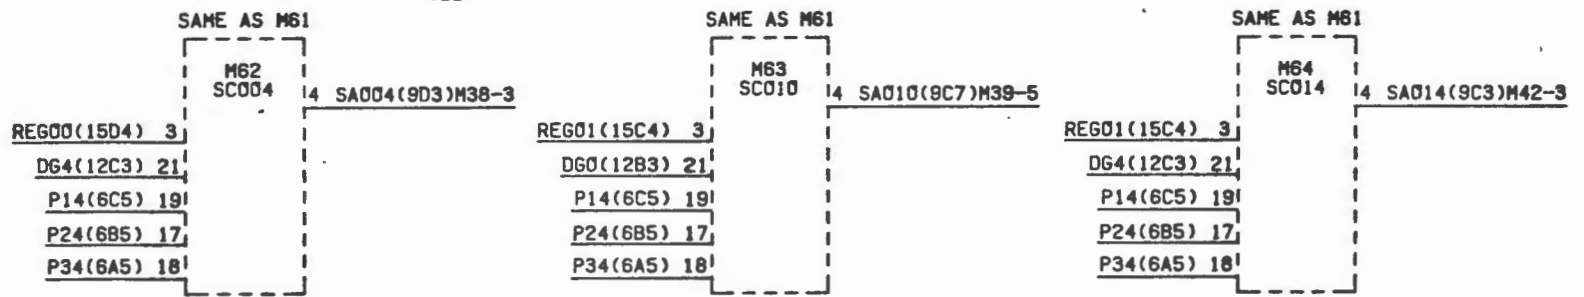 SAME AS M61
M62
SC004
4 SA004(9D3)M38-3
REG00(15D4) 3
DG4(12C3) 21
P14(6C5) 19
P24(6B5) 17
P34(6A5) 18
SAME AS M61
M63
SC010
4 SA010(9C7)M39-5
REG01(15C4) 3
DG0(12B3) 21
P14(6C5) 19
P24(6B5) 17
P34(6A5) 18
SAME AS M61
M64
SC014
4 SA014(9C3)M42-3
REG01(15C4) 3
DG4(12C3) 21
P14(6C5) 19
P24(6B5) 17
P34(6A5) 18